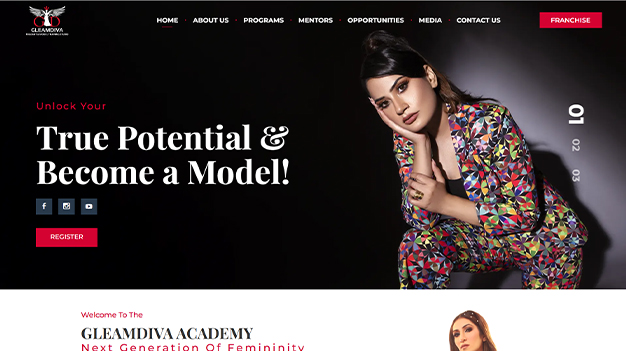 GLEAMDIVA
HOME ABOUT US PROGRAMS MENTORS OPPORTUNITIES MEDIA CONTACT US
FRANCHISE
Unlock Your
True Potential &
Become a Model!
REGISTER
01
02
03
Welcome To The
GLEAMDIVA ACADEMY
Next Generation Of Femininity